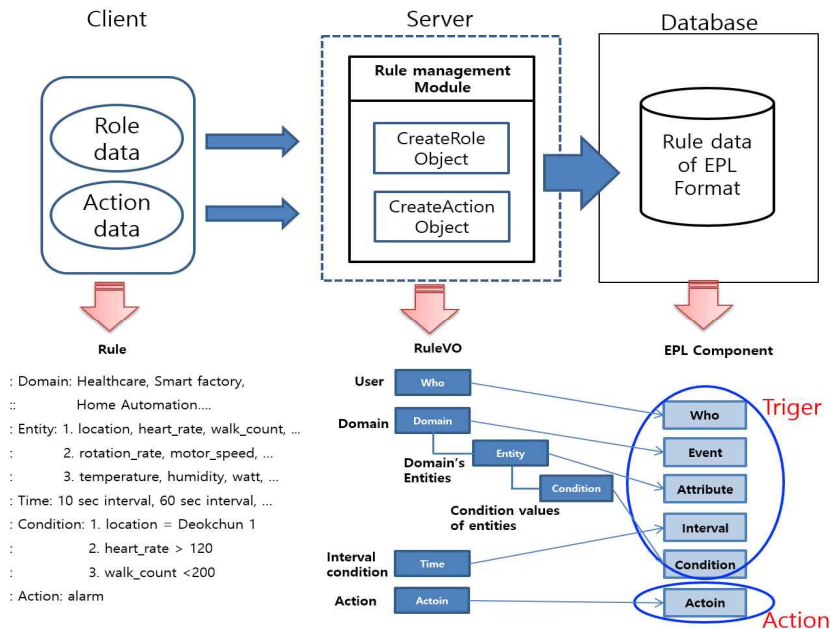 Client
Server
Database
Role
data
Action
data
Rule management
Module
CreateRole
Object
CreateAction
Object
Rule data
of EPL
Format
Rule
: Domain: Healthcare, Smart factory,
:: Home Automation....
: Entity: 1. location, heart_rate, walk_count, ...
: 2. rotation_rate, motor_speed, ...
: 3. temperature, humidity, watt, ...
: Time: 10 sec interval, 60 sec interval, ...
: Condition: 1. location = Deokchun 1
: 2. heart_rate > 120
: 3. walk_count <200
: Action: alarm
RuleVO
User
Who
Domain
Domain
Domain's
Entities
Entity
Condition
Condition values
of entities
Interval
condition
Time
Action
Actoin
EPL Component
Who
Triger
Event
Attribute
Interval
Condition
Actoin
Action